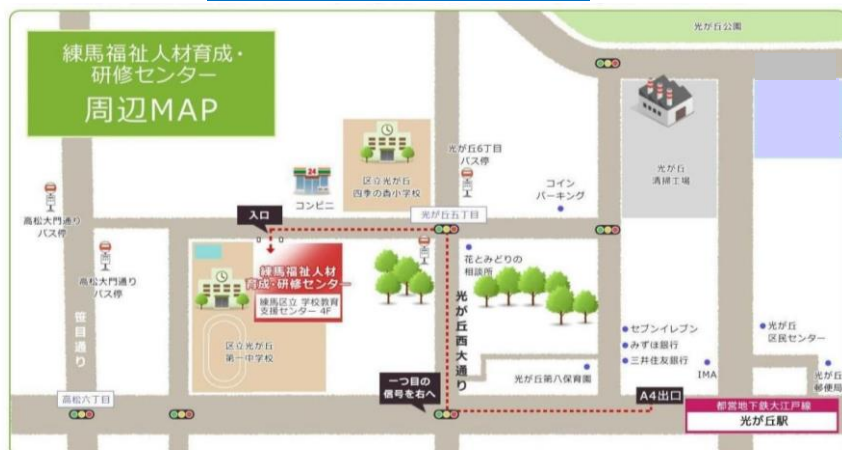 練馬福祉人材育成・
研修センター
周辺MAP
光が丘公園
光が丘
清掃工場
区立光が丘
四季の香小学校
光が丘6丁目
バス停
コイン
パーキング
コンビニ
24
高松大門通り
バス停
入口
光が丘五丁目
高松大門通り
バス停
練馬福祉人材
育成・研修センター
練馬区立 学校教育
支援センター 4F
花とみどりの
相談所
笹目通り
区立光が丘
第一中学校
光が丘西大通り
セブンイレブン
みずほ銀行
三井住友銀行
IMA
光が丘
区民センター
光が丘
郵便局
光が丘第八保育園
高松六丁目
一つ目の
信号を右へ
A4出口
都営地下鉄大江戸線
光が丘駅